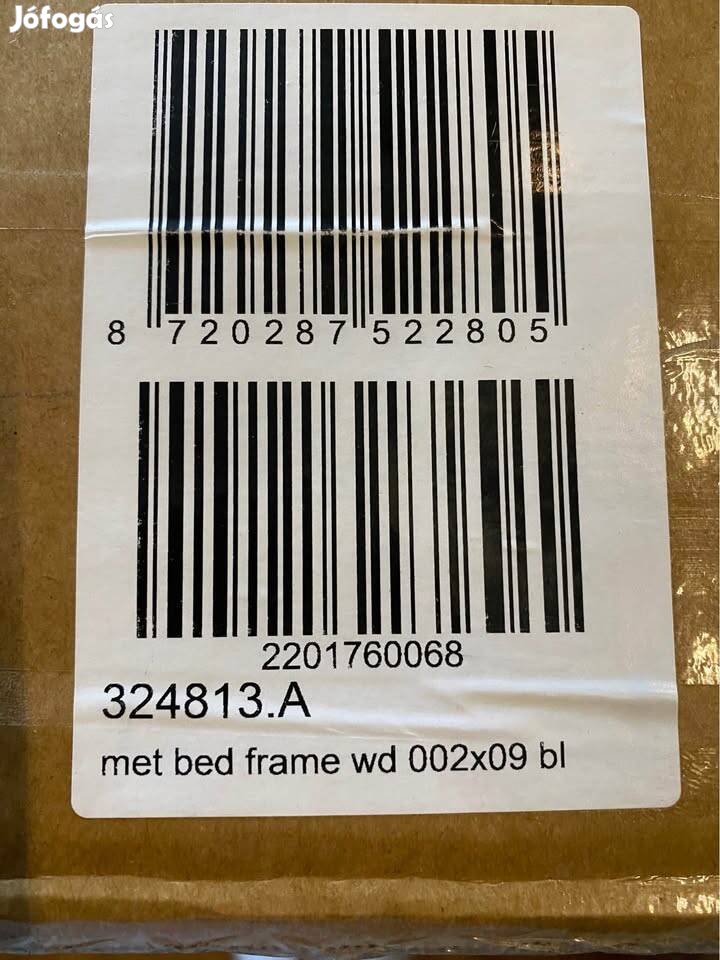 Jófogás
8 720287 522805
2201760068
324813.A
met bed frame wd 002x09 bl